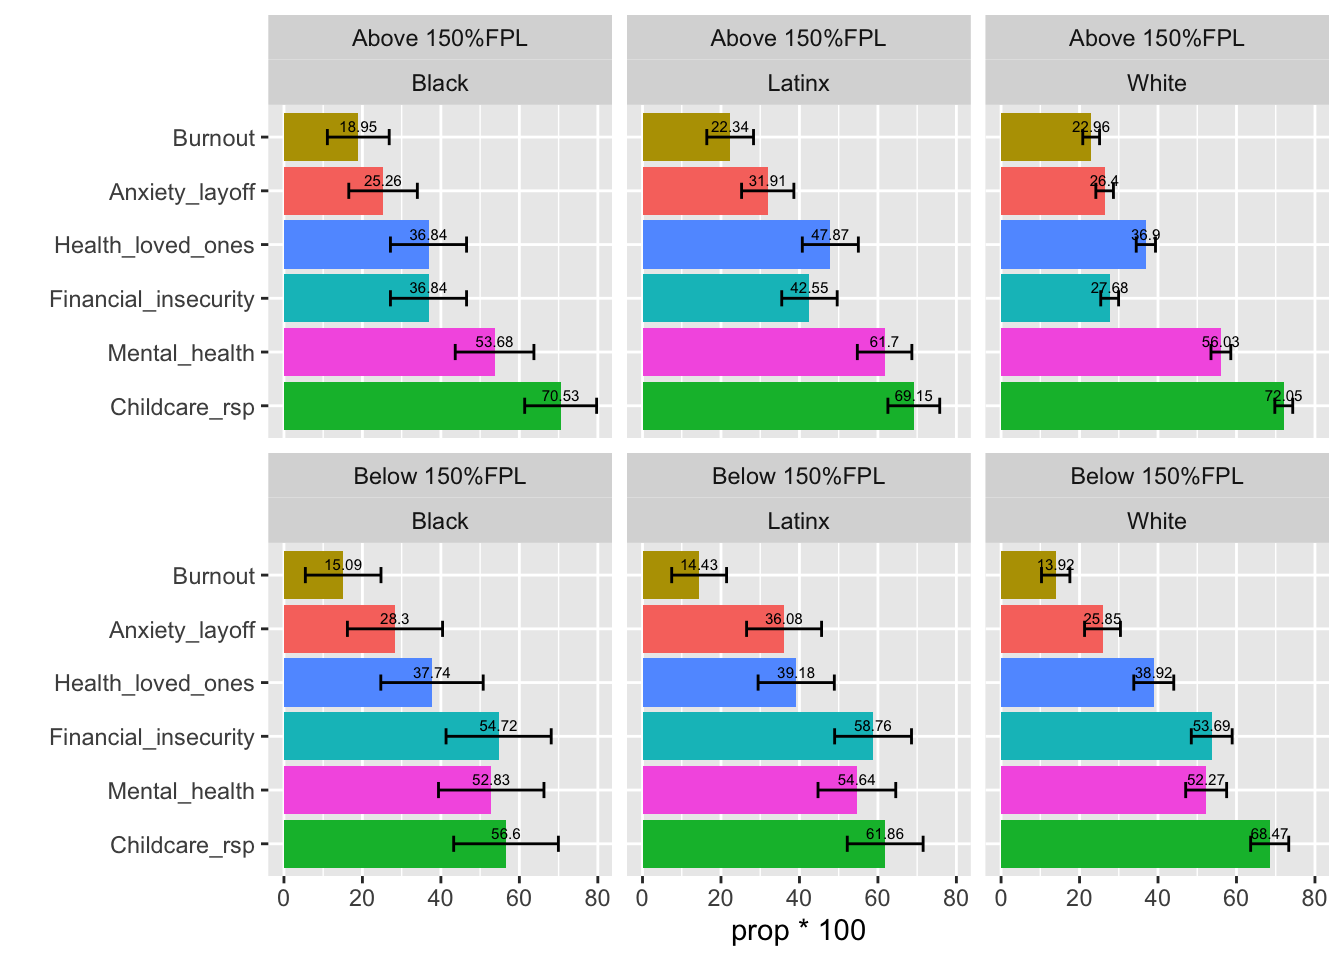 Above 150%FPL Above 150%FPL Above 150%FPL
Black Latinx White
Burnout 18.95 22.34 22.96
Anxiety_layoff 25.26 31.91 26.4
Health_loved_ones 36.84 47.87 36.9
Financial_insecurity 36.84 42.55 27.68
Mental_health 53.68 61.7 56.03
Childcare_rsp 70.53 69.15 72.05
Below 150%FPL Below 150%FPL Below 150%FPL
Black Latinx White
Burnout 15.09 14.43 13.92
Anxiety_layoff 28.3 36.08 25.85
Health_loved_ones 37.74 39.18 38.92
Financial_insecurity 54.72 58.76 53.69
Mental_health 52.83 54.64 52.27
Childcare_rsp 56.6 61.86 68.47
0 20 40 60 80 0 20 40 60 80 0 20 40 60 80
prop * 100